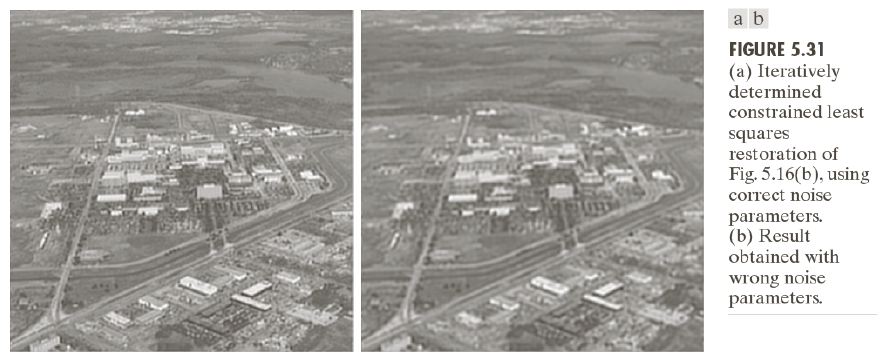 a b
FIGURE 5.31
(a) Iteratively
determined
constrained least
squares
restoration of
Fig. 5.16(b), using
correct noise
parameters.
(b) Result
obtained with
wrong noise
parameters.